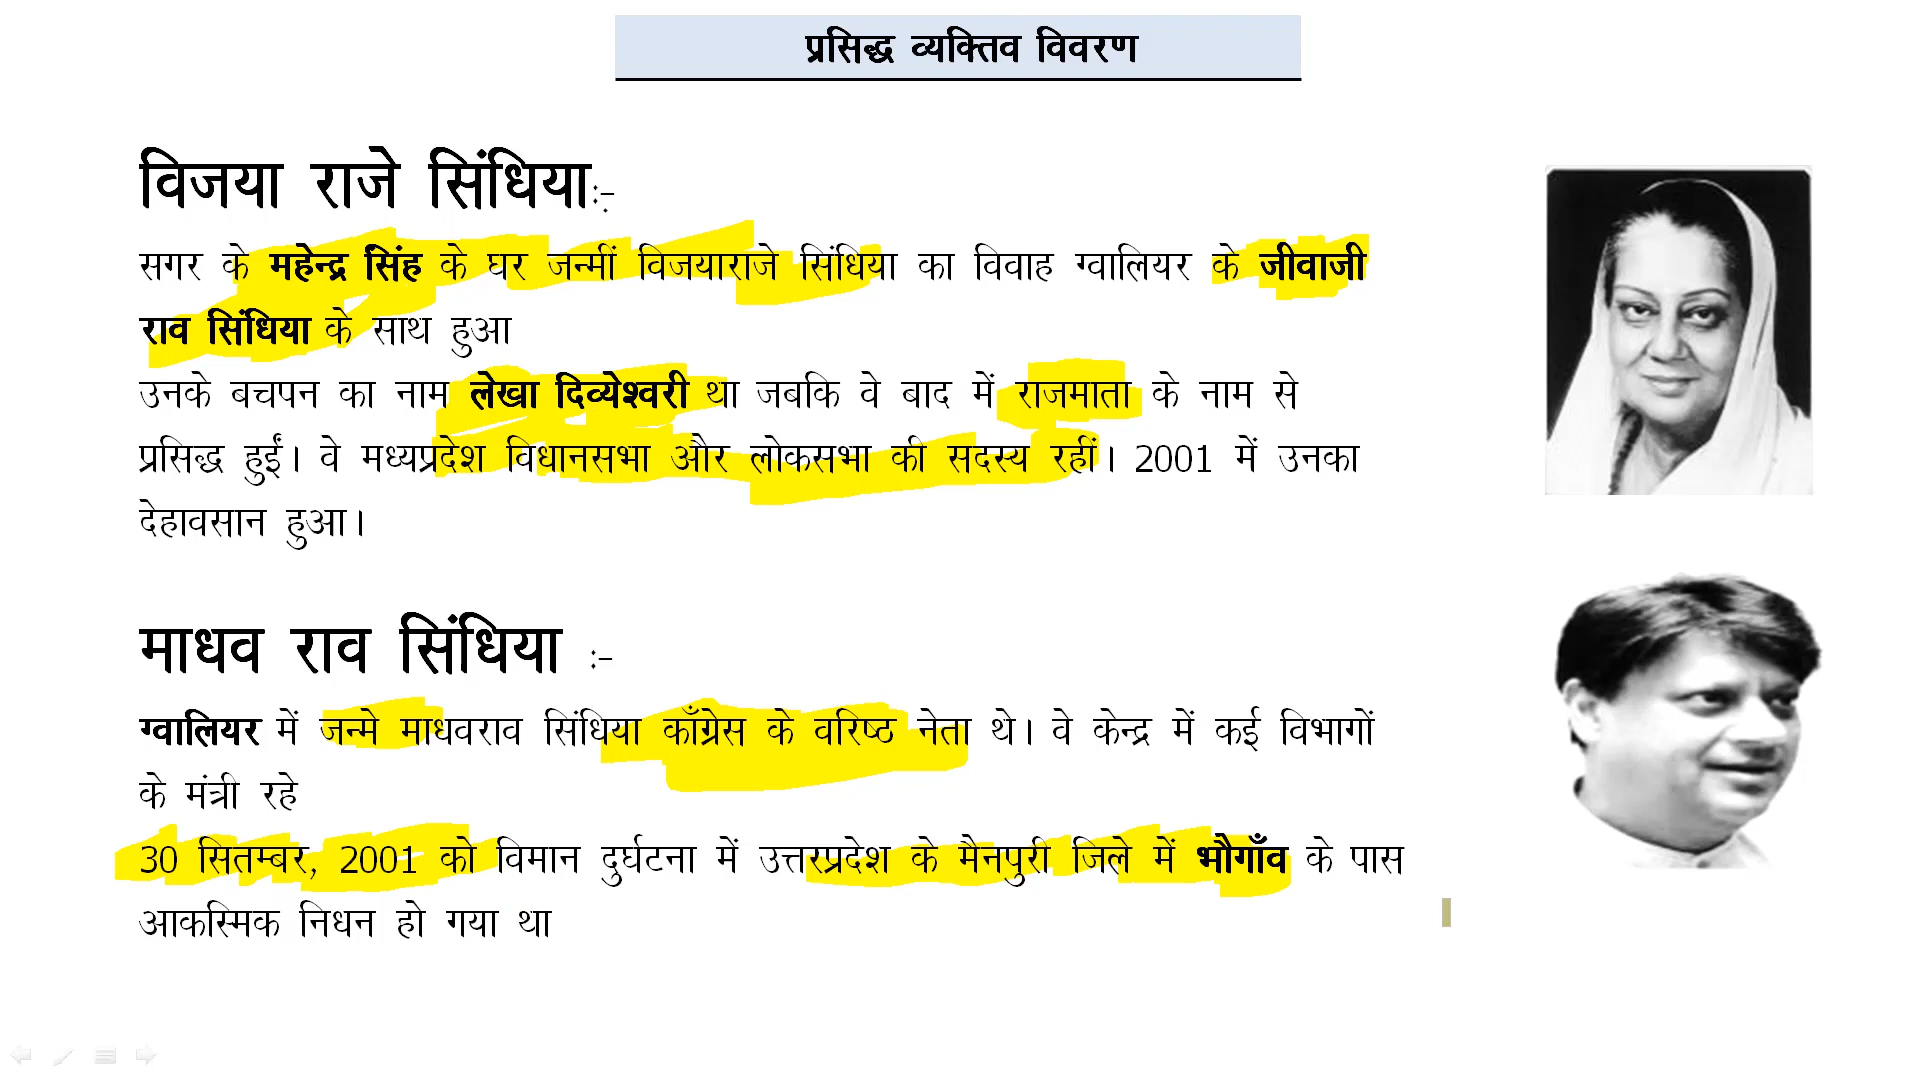 प्रसिद्ध व्यक्तिव विवरण
विजया राजे सिंधिया:-
सगर के महेन्द्र सिंह के घर जन्मीं विजयाराजे सिंधिया का विवाह ग्वालियर के जीवाजी
राव सिंधिया के साथ हुआ
उनके बचपन का नाम लेखा दिव्येश्वरी था जबकि वे बाद में राजमाता के नाम से
प्रसिद्ध हुईं। वे मध्यप्रदेश विधानसभा और लोकसभा की सदस्य रहीं। 2001 में उनका
देहावसान हुआ।
माधव राव सिंधिया :-
ग्वालियर में जन्मे माधवराव सिंधिया काँग्रेस के वरिष्ठ नेता थे। वे केन्द्र में कई विभागों
के मंत्री रहे
30 सितम्बर, 2001 को विमान दुर्घटना में उत्तरप्रदेश के मैनपुरी जिले में भौगाँव के पास
आकस्मिक निधन हो गया था